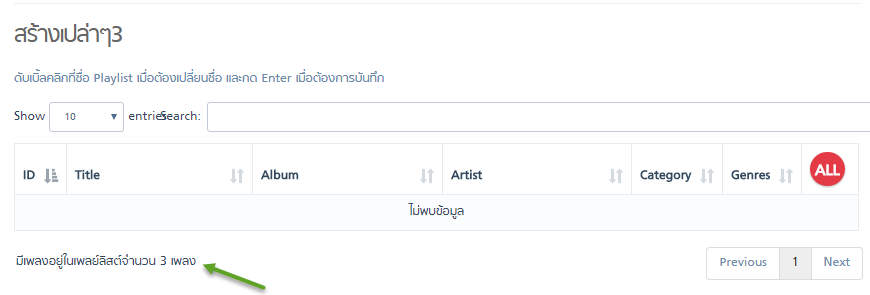 สร้างเปล่าๆ3
ดับเบิ้ลคลิกที่ชื่อ Playlist เมื่อต้องเปลี่ยนชื่อ และกด Enter เมื่อต้องการบันทึก
Show 10 entries Search:
ID Title Album Artist Category Genres ALL
ไม่พบข้อมูล
มีเพลงอยู่ในเพลย์ลิสต์จำนวน 3 เพลง Previous 1 Next